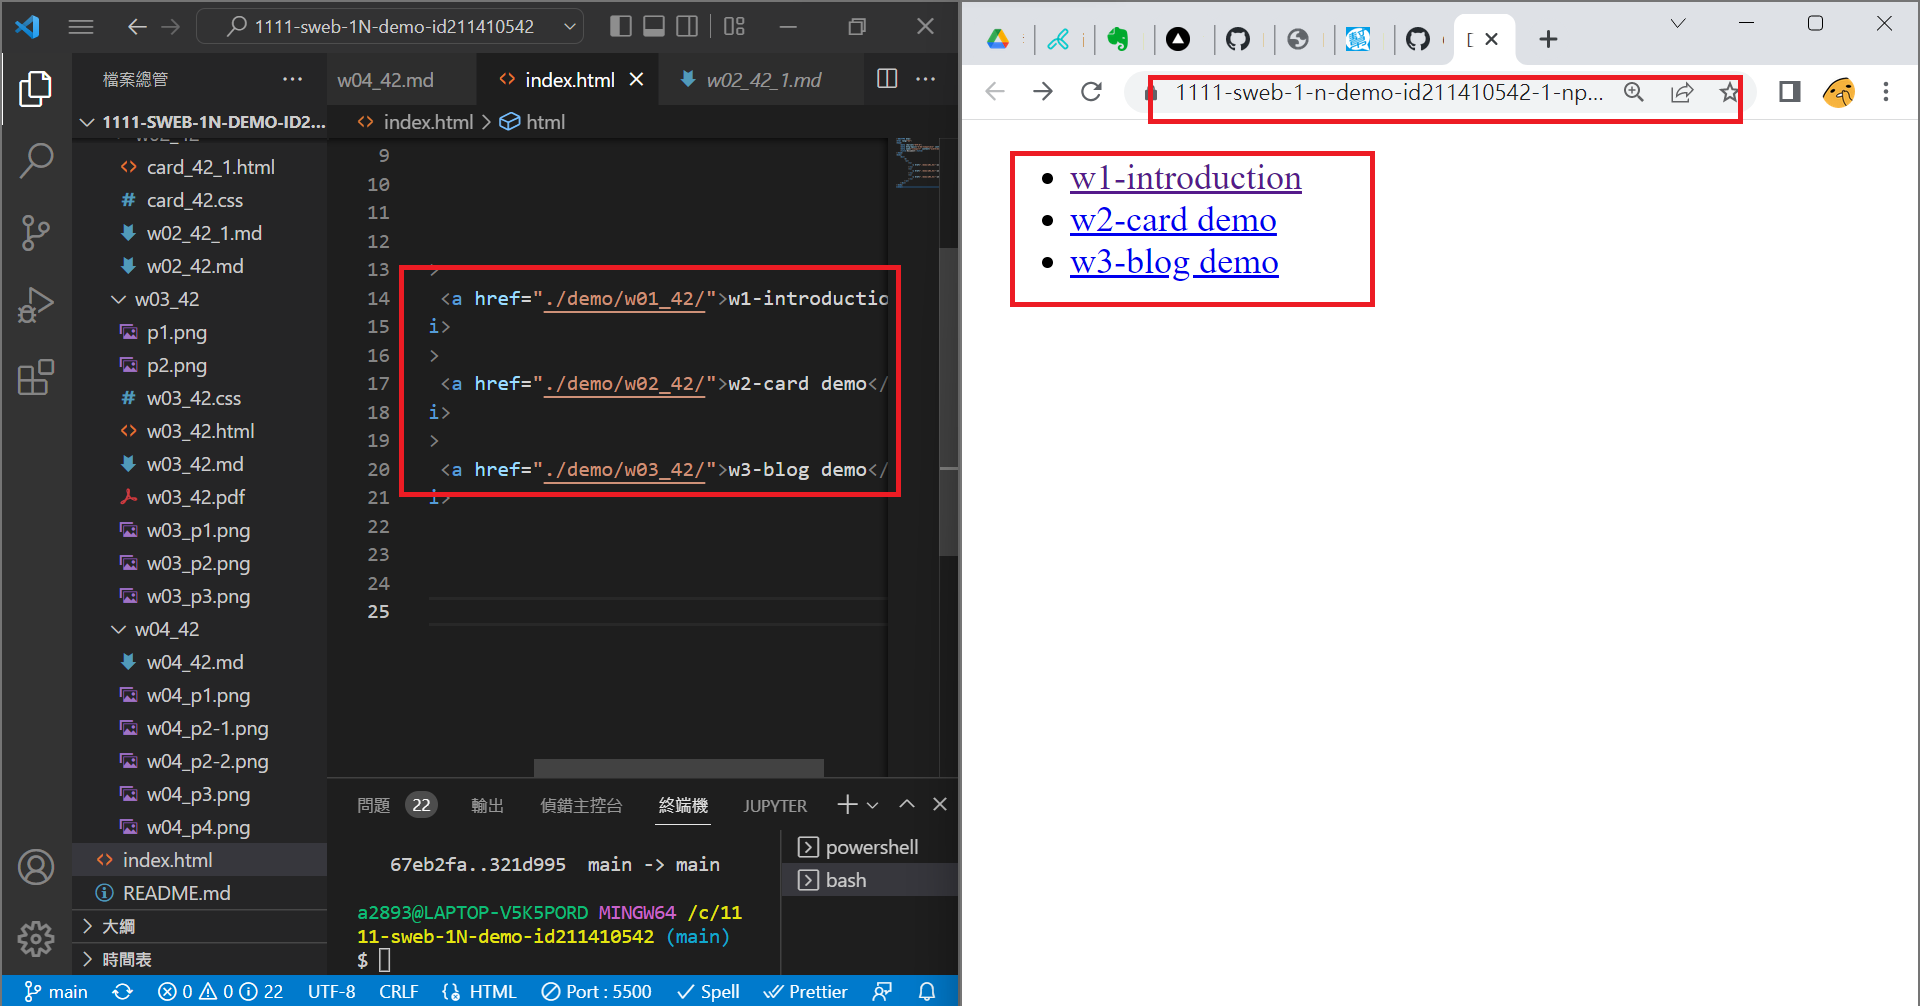 1111-sweb-1N-demo-id211410542
檔案總管
w04_42.md
index.html
w02_42_1.md
1111-SWEB-1N-DEMO-ID2...
index.html > html
card_42_1.html
card_42.css
w02_42_1.md
w02_42.md
w03_42
p1.png
p2.png
w03_42.css
w03_42.html
w03_42.md
w03_42.pdf
w03_p1.png
w03_p2.png
w03_p3.png
w04_42
w04_42.md
w04_p1.png
w04_p2-1.png
w04_p2-2.png
w04_p3.png
w04_p4.png
index.html
README.md
大綱
時間表
9
10
11
12
13 >
14 <a href="./demo/w01_42/">w1-introductio
15 i>
16 >
17 <a href="./demo/w02_42/">w2-card demo</
18 i>
19 >
20 <a href="./demo/w03_42/">w3-blog demo</
21 i>
22
23
24
25
問題 22 輸出 偵錯主控台 終端機 JUPYTER
67eb2fa..321d995 main -> main
a2893@LAPTOP-V5K5PORD MINGW64 /c/11
11-sweb-1N-demo-id211410542 (main)
$
powershell
bash
main 0 0 22 UTF-8 CRLF HTML Port : 5500 Spell Prettier
1111-sweb-1-n-demo-id211410542-1-np...
w1-introduction
w2-card demo
w3-blog demo